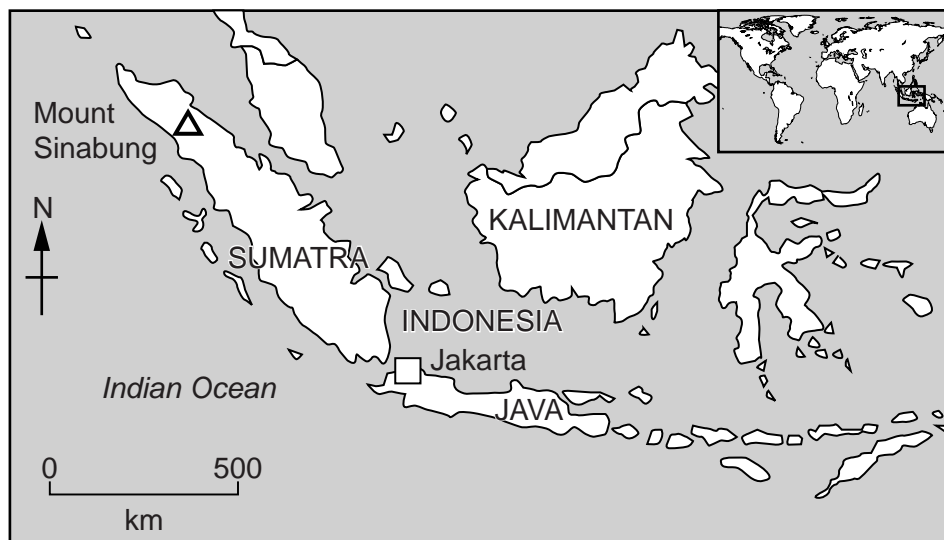 Mount
Sinabung
N
KALIMANTAN
SUMATRA
INDONESIA
Jakarta
Indian Ocean
JAVA
0 500
km